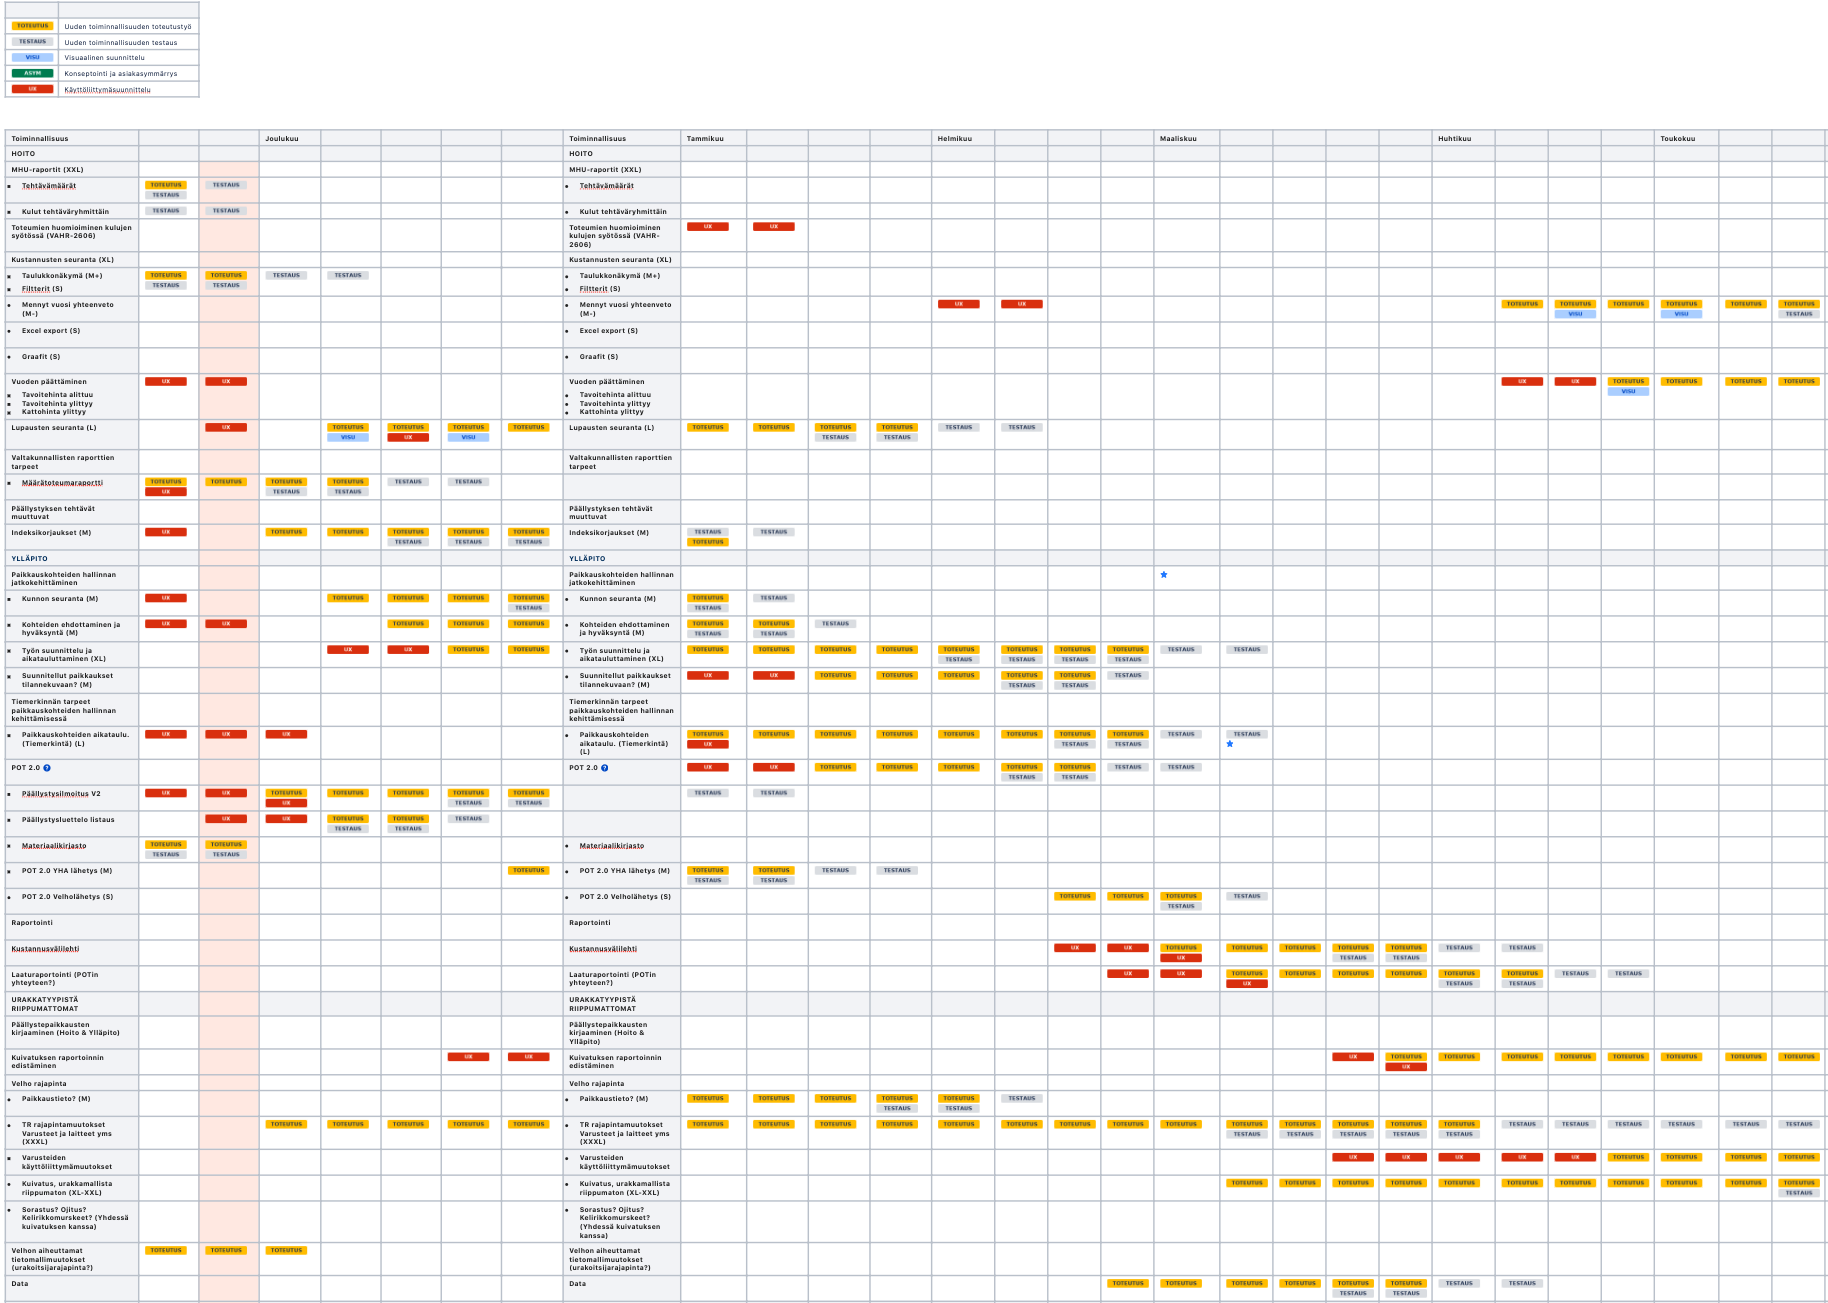 TOTEUTUS Uuden toiminnallisuuden toteutustyö
TESTAUS Uuden toiminnallisuuden testaus
VISU Visuaalinen suunnittelu
ASYM Konseptointi ja asiakasymmärrys
UX Käyttöliittymäsuunnittelu
Toiminnallisuus Joulukuu Toiminnallisuus Tammikuu Helmikuu Maaliskuu Huhtikuu Toukokuu
HOITO HOITO
MHU-raportit (XXL) MHU-raportit (XXL)
Tehtävämäärät TOTEUTUS TESTAUS Tehtävämäärät
TESTAUS
Kulut tehtäväryhmittäin TESTAUS TESTAUS Kulut tehtäväryhmittäin
Toteumien huomioiminen kulujen Toteumien huomioiminen UX UX
syötössä (VAHR-2606) kulujen syötössä (VAHR-
2606)
Kustannusten seuranta (XL) Kustannusten seuranta (XL)
Taulukkonäkymä (M+) TOTEUTUS TOTEUTUS TESTAUS TESTAUS Taulukkonäkymä (M+)
Filtterit (S) TESTAUS TESTAUS Filtterit (S)
Mennyt vuosi yhteenveto Mennyt vuosi yhteenveto UX UX TOTEUTUS TOTEUTUS TOTEUTUS TOTEUTUS TOTEUTUS TOTEUTUS
(M-) (M-) VISU VISU TESTAUS
Excel export (S) Excel export (S)
Graafit (S) Graafit (S)
Vuoden päättäminen UX UX Vuoden päättäminen UX UX TOTEUTUS TOTEUTUS TOTEUTUS TOTEUTUS
VISU
Tavoitehinta alittuu Tavoitehinta alittuu
Tavoitehinta ylittyy Tavoitehinta ylittyy
Kattohinta ylittyy Kattohinta ylittyy
Lupausten seuranta (L) UX TOTEUTUS TOTEUTUS TOTEUTUS TOTEUTUS Lupausten seuranta (L) TOTEUTUS TOTEUTUS TOTEUTUS TOTEUTUS TESTAUS TESTAUS
VISU UX VISU TESTAUS TESTAUS
Valtakunnallisten raporttien Valtakunnallisten raporttien
tarpeet tarpeet
Määrätoteumaraportti TOTEUTUS TOTEUTUS TOTEUTUS TOTEUTUS TESTAUS TESTAUS
UX TESTAUS TESTAUS
Päällystyksen tehtävät Päällystyksen tehtävät
muuttuvat muuttuvat
Indeksikorjaukset (M) UX TOTEUTUS TOTEUTUS TOTEUTUS TOTEUTUS TOTEUTUS Indeksikorjaukset (M) TESTAUS TESTAUS
TESTAUS TESTAUS TESTAUS TOTEUTUS
YLLÄPITO YLLÄPITO
Paikkauskohteiden hallinnan Paikkauskohteiden hallinnan
jatkokehittäminen jatkokehittäminen
Kunnon seuranta (M) UX TOTEUTUS TOTEUTUS TOTEUTUS TOTEUTUS Kunnon seuranta (M) TOTEUTUS TESTAUS
TESTAUS TESTAUS
Kohteiden ehdottaminen ja UX UX TOTEUTUS TOTEUTUS TOTEUTUS Kohteiden ehdottaminen TOTEUTUS TOTEUTUS TESTAUS
hyväksyntä (M) ja hyväksyntä (M) TESTAUS TESTAUS
Työn suunnittelu ja UX UX TOTEUTUS TOTEUTUS Työn suunnittelu ja TOTEUTUS TOTEUTUS TOTEUTUS TOTEUTUS TOTEUTUS TOTEUTUS TOTEUTUS TOTEUTUS TESTAUS TESTAUS
aikatauluttaminen (XL) aikatauluttaminen (XL) TESTAUS TESTAUS TESTAUS TESTAUS
Suunnitellut paikkaukset Suunnitellut paikkaukset UX UX TOTEUTUS TOTEUTUS TOTEUTUS TOTEUTUS TOTEUTUS TESTAUS
tilannekuvaan? (M) tilannekuvaan? (M) TESTAUS TESTAUS
Tiemerkinnän tarpeet Tiemerkinnän tarpeet
paikkauskohteiden hallinnan paikkauskohteiden hallinnan
kehittämisessä kehittämisessä
Paikkauskohteiden aikataulu. UX UX UX Paikkauskohteiden TOTEUTUS TOTEUTUS TOTEUTUS TOTEUTUS TOTEUTUS TOTEUTUS TOTEUTUS TOTEUTUS TESTAUS TESTAUS
(Tiemerkintä) (L) aikataulu. (Tiemerkintä) UX TESTAUS TESTAUS
(L)
POT 2.0 ? POT 2.0 ? UX UX TOTEUTUS TOTEUTUS TOTEUTUS TOTEUTUS TOTEUTUS TESTAUS TESTAUS
TESTAUS TESTAUS
Päällystysilmoitus V2 UX UX TOTEUTUS TOTEUTUS TOTEUTUS TOTEUTUS TOTEUTUS TESTAUS TESTAUS
UX TESTAUS TESTAUS
Päällystysluettelo listaus UX UX TOTEUTUS TOTEUTUS TESTAUS
TESTAUS TESTAUS
Materiaalikirjasto TOTEUTUS TOTEUTUS Materiaalikirjasto
TESTAUS TESTAUS
POT 2.0 YHA lähetys (M) TOTEUTUS POT 2.0 YHA lähetys (M) TOTEUTUS TOTEUTUS TESTAUS TESTAUS
TESTAUS TESTAUS
POT 2.0 Velholähetys (S) POT 2.0 Velholähetys (S) TOTEUTUS TOTEUTUS TOTEUTUS TESTAUS
TESTAUS
Raportointi Raportointi
Kustannusvälilehti Kustannusvälilehti UX UX TOTEUTUS TOTEUTUS TOTEUTUS TOTEUTUS TOTEUTUS TESTAUS TESTAUS
UX TESTAUS TESTAUS
Laaturaportointi (POTin Laaturaportointi (POTin UX UX TOTEUTUS TOTEUTUS TOTEUTUS TOTEUTUS TOTEUTUS TOTEUTUS TESTAUS TESTAUS
yhteyteen?) yhteyteen?) UX TESTAUS TESTAUS
URAKKATYYPISTÄ URAKKATYYPISTÄ
RIIPPUMATTOMAT RIIPPUMATTOMAT
Päällystepaikkausten Päällystepaikkausten
kirjaaminen (Hoito & Ylläpito) kirjaaminen (Hoito &
Ylläpito)
Kuivatuksen raportoinnin UX UX Kuivatuksen raportoinnin UX TOTEUTUS TOTEUTUS TOTEUTUS TOTEUTUS TOTEUTUS TOTEUTUS TOTEUTUS TOTEUTUS
edistäminen edistäminen UX
Velho rajapinta Velho rajapinta
Paikkaustieto? (M) Paikkaustieto? (M) TOTEUTUS TOTEUTUS TOTEUTUS TOTEUTUS TOTEUTUS TESTAUS
TESTAUS TESTAUS
TR rajapintamuutokset TOTEUTUS TOTEUTUS TOTEUTUS TOTEUTUS TOTEUTUS TR rajapintamuutokset TOTEUTUS TOTEUTUS TOTEUTUS TOTEUTUS TOTEUTUS TOTEUTUS TOTEUTUS TOTEUTUS TOTEUTUS TOTEUTUS TOTEUTUS TOTEUTUS TOTEUTUS TOTEUTUS TESTAUS TESTAUS TESTAUS TESTAUS TESTAUS TESTAUS
Varusteet ja laitteet yms Varusteet ja laitteet yms TESTAUS TESTAUS TESTAUS TESTAUS TESTAUS
(XXXL) (XXXL)
Varusteiden Varusteiden UX UX UX UX UX TOTEUTUS TOTEUTUS TOTEUTUS TOTEUTUS
käyttöliittymämuutokset käyttöliittymämuutokset
Kuivatus, urakkamallista Kuivatus, urakkamallista TOTEUTUS TOTEUTUS TOTEUTUS TOTEUTUS TOTEUTUS TOTEUTUS TOTEUTUS TOTEUTUS TOTEUTUS TOTEUTUS TOTEUTUS
riippumaton (XL-XXL) riippumaton (XL-XXL) TESTAUS
Sorastus? Ojitus? Sorastus? Ojitus?
Kelirikkomurskeet? (Yhdessä Kelirikkomurskeet?
kuivatuksen kanssa) (Yhdessä kuivatuksen
kanssa)
Velhon aiheuttamat TOTEUTUS TOTEUTUS TOTEUTUS Velhon aiheuttamat
tietomallimuutokset tietomallimuutokset
(urakoitsijarajapinta?) (urakoitsijarajapinta?)
Data Data TOTEUTUS TOTEUTUS TOTEUTUS TOTEUTUS TOTEUTUS TOTEUTUS TESTAUS TESTAUS
TESTAUS TESTAUS